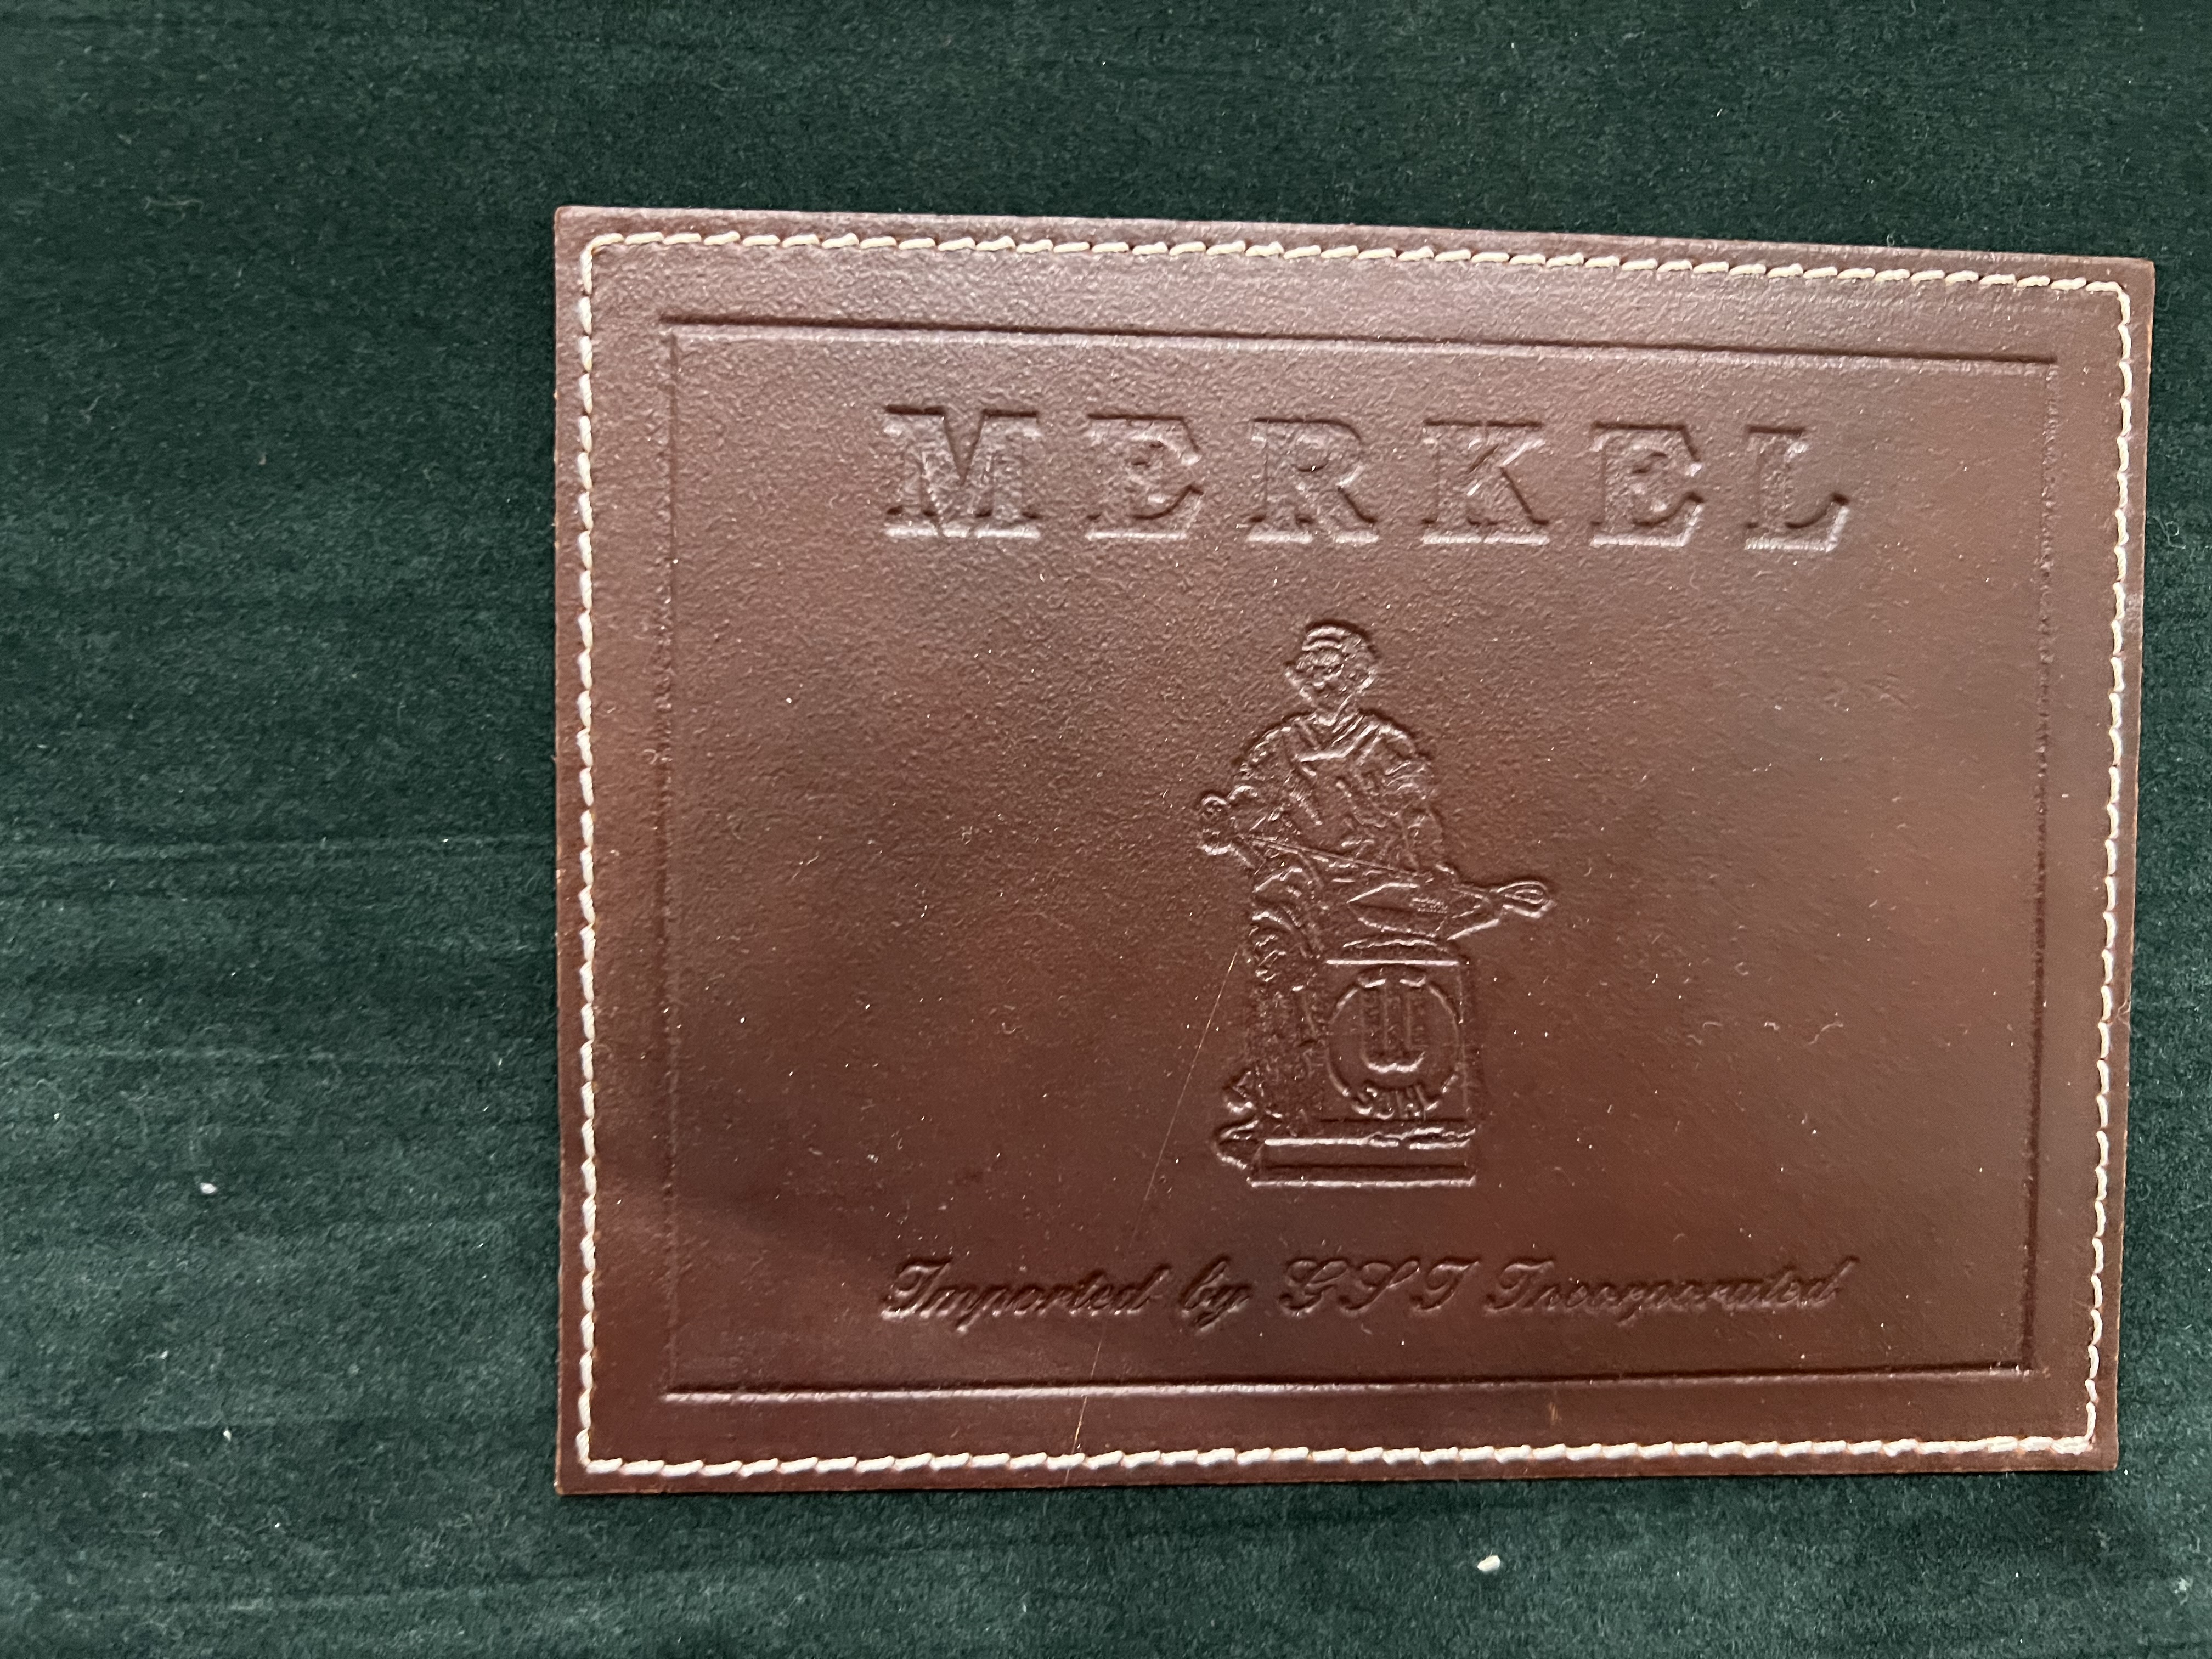 MERKEL
SUHL
Imported by GSI Incorporated